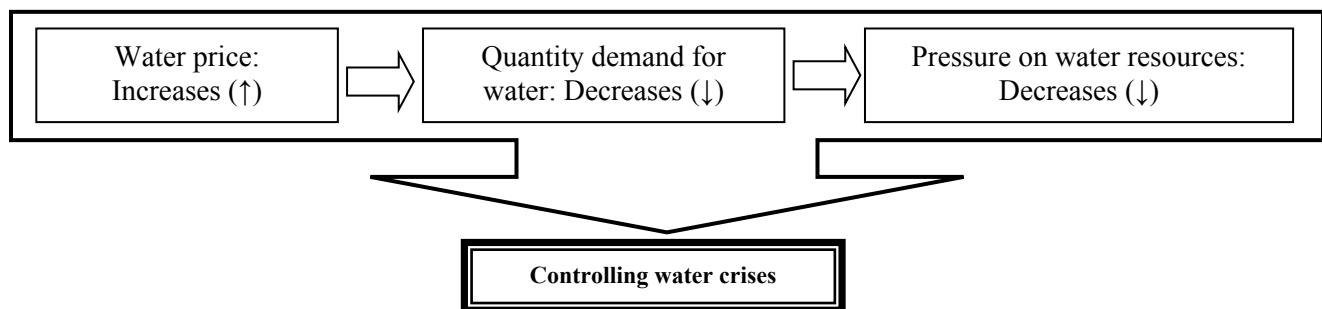 Water price:
Increases (↑)
Quantity demand for
water: Decreases (↓)
Pressure on water resources:
Decreases (↓)
Controlling water crises